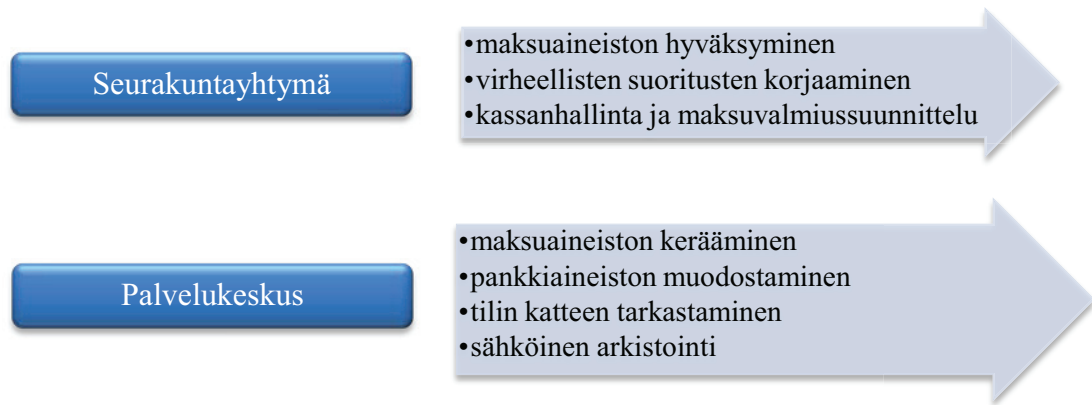 Seurakuntayhtymä
•maksuaineiston hyväksyminen
•virheellisten suoritusten korjaaminen
•kassanhallinta ja maksuvalmiussuunnittelu
Palvelukeskus
•maksuaineiston kerääminen
•pankkiaineiston muodostaminen
•tilin katteen tarkastaminen
•sähköinen arkistointi